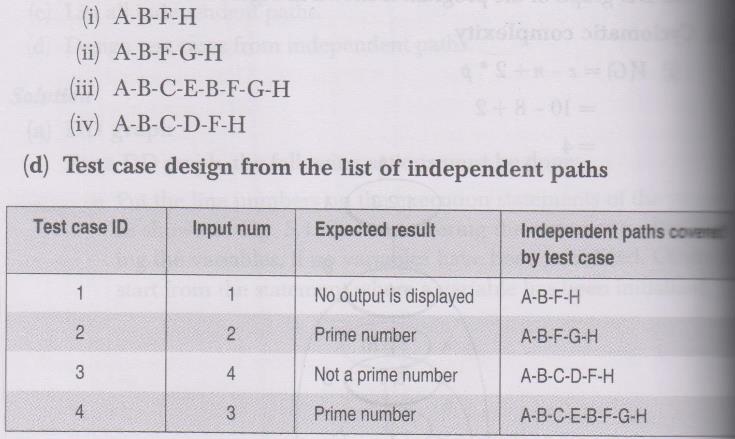 (i) A-B-F-H
(ii) A-B-F-G-H
(iii) A-B-C-E-B-F-G-H
(iv) A-B-C-D-F-H
(d) Test case design from the list of independent paths
Test case ID Input num Expected result Independent paths covered
by test case
1 1 No output is displayed A-B-F-H
2 2 Prime number A-B-F-G-H
3 4 Not a prime number A-B-C-D-F-H
4 3 Prime number A-B-C-E-B-F-G-H